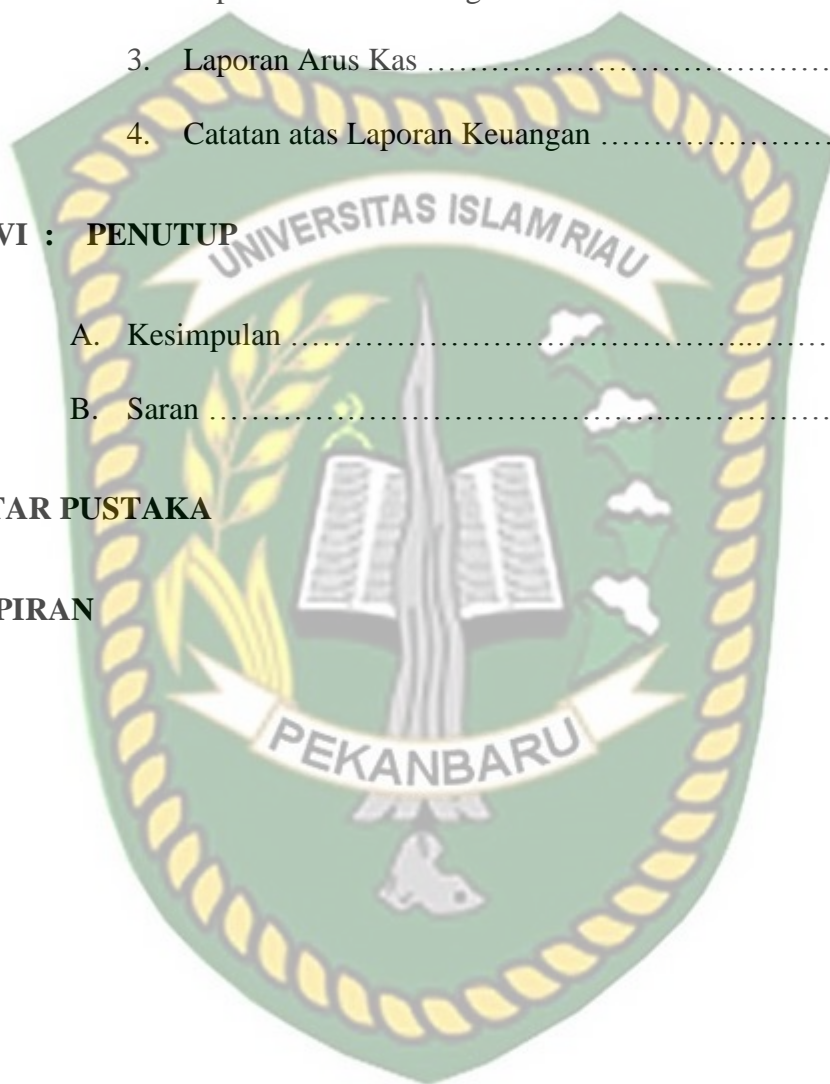 3. Laporan Arus Kas ……………………………………
4. Catatan atas Laporan Keuangan ……………………
VI : PENUTUP
UNIVERSITAS ISLAM RIAU
A. Kesimpulan ……………………………………..………
B. Saran ……………………………………..………………
TAR PUSTAKA
PIRAN
PEKANBARU